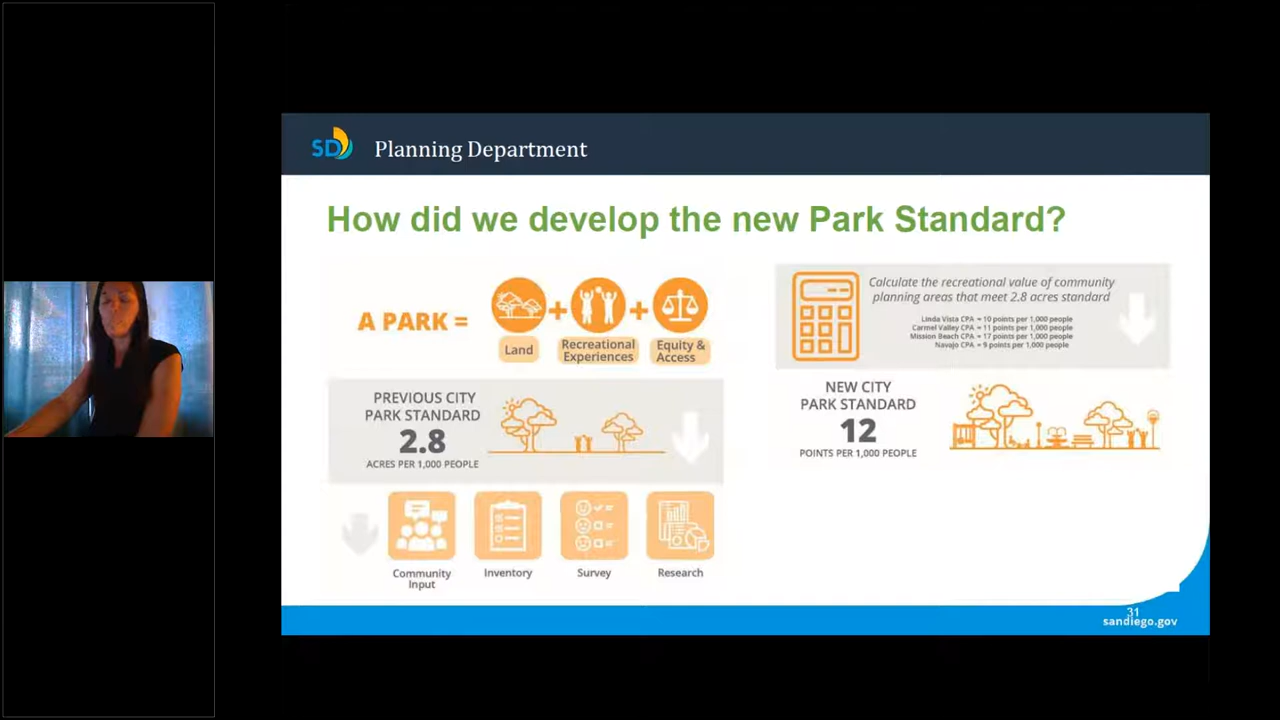 SD
Planning Department
How did we develop the new Park Standard?
A PARK =
+
+
Land
Recreational
Experiences
Equity &
Access
PREVIOUS CITY
PARK STANDARD
2.8
ACRES PER 1,000 PEOPLE
Community
Input
Inventory
Survey
Research
Calculate the recreational value of community
planning areas that meet 2.8 acres standard
Linda Vista CPA = 10 points per 1,000 people
Carmel Valley CPA = 11 points per 1,000 people
Mission Beach CPA = 17 points per 1,000 people
Navajo CPA = 9 points per 1,000 people
NEW CITY
PARK STANDARD
12
POINTS PER 1,000 PEOPLE
31
sandiego.gov